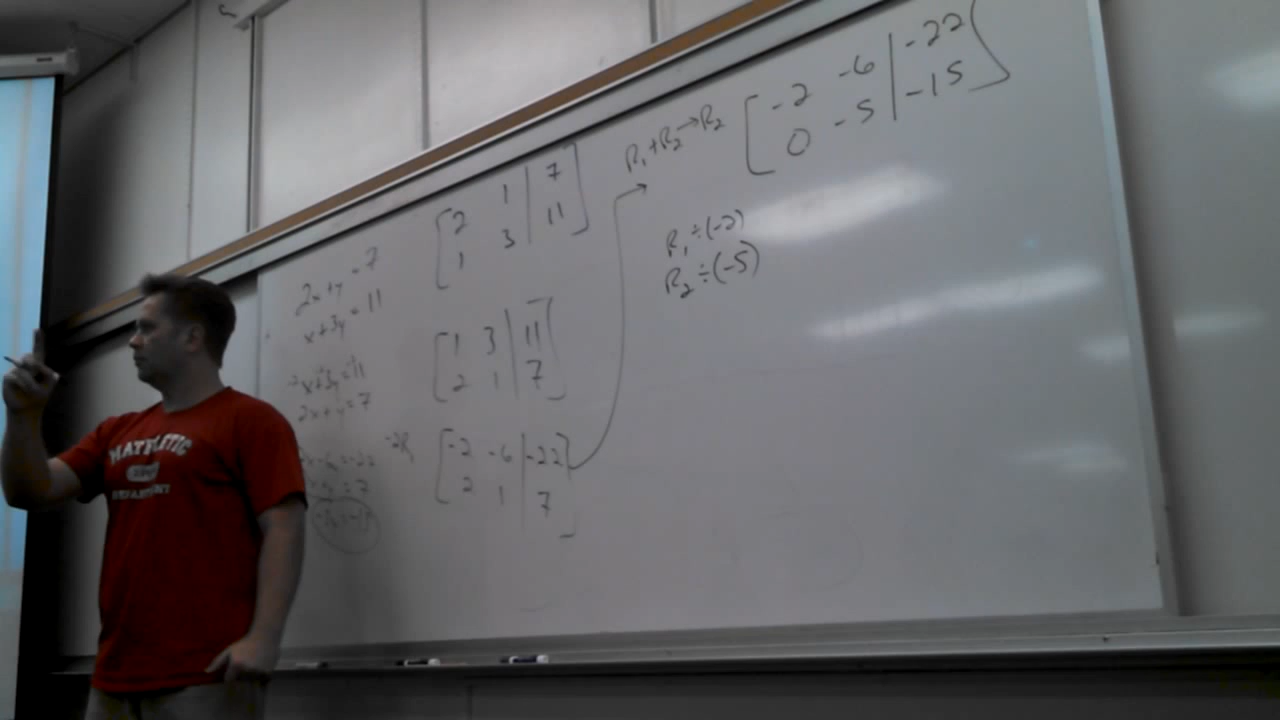 2x+y=7
x+3y=11
x+3y=11
2x+y=7
[2 1 | 7]
[1 3 | 11]
[1 3 | 11]
[2 1 | 7]
-2R
[-2 -6 | -22]
[2 1 | 7]
R₁+R₂→R₂
[-2 -6 | -22]
[0 -5 | -15]
R₁÷(-2)
R₂÷(-5)